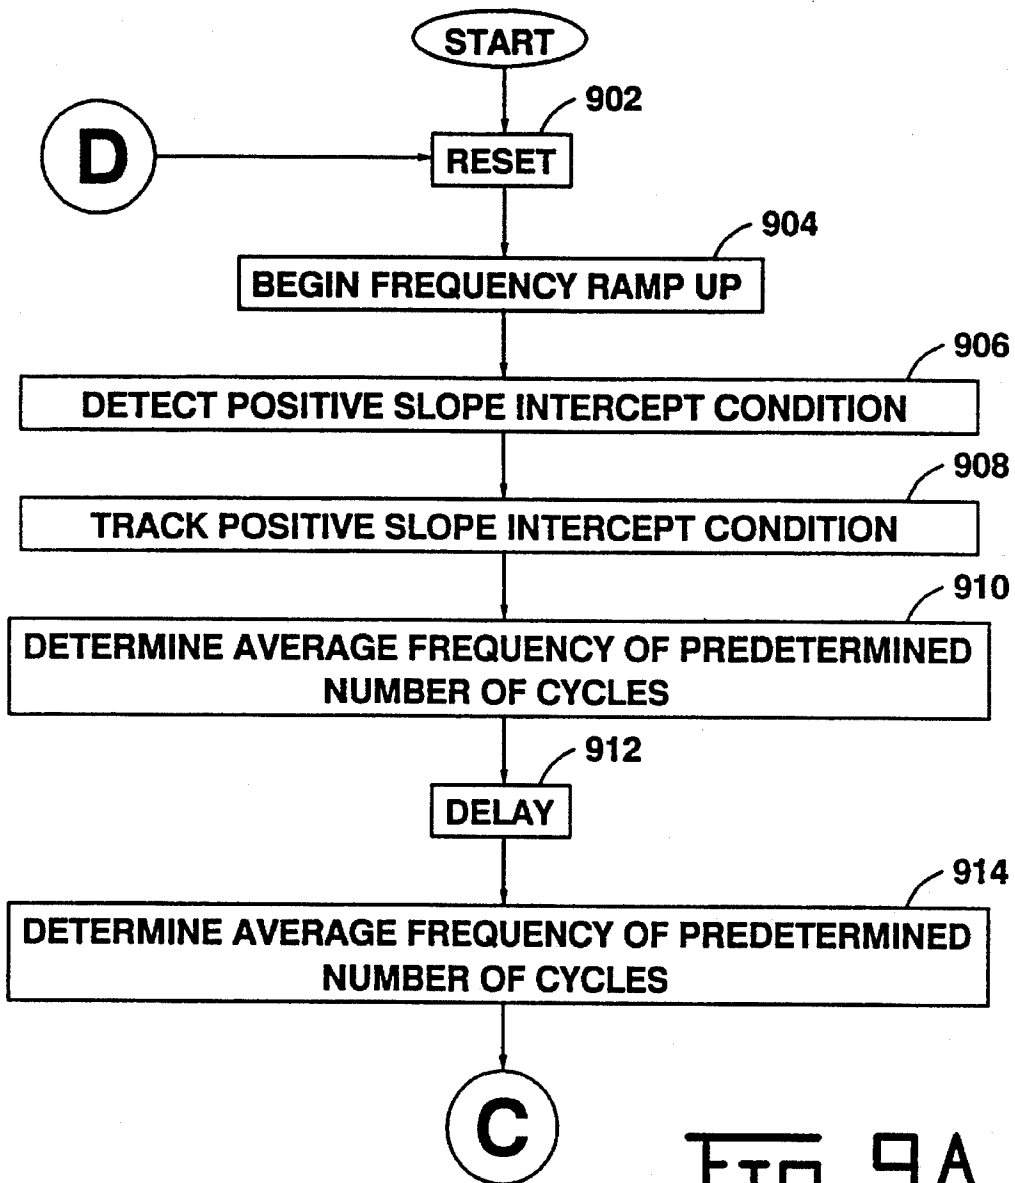 START
902
D
RESET
904
BEGIN FREQUENCY RAMP UP
906
DETECT POSITIVE SLOPE INTERCEPT CONDITION
908
TRACK POSITIVE SLOPE INTERCEPT CONDITION
910
DETERMINE AVERAGE FREQUENCY OF PREDETERMINED
NUMBER OF CYCLES
912
DELAY
914
DETERMINE AVERAGE FREQUENCY OF PREDETERMINED
NUMBER OF CYCLES
C
FIG 9A